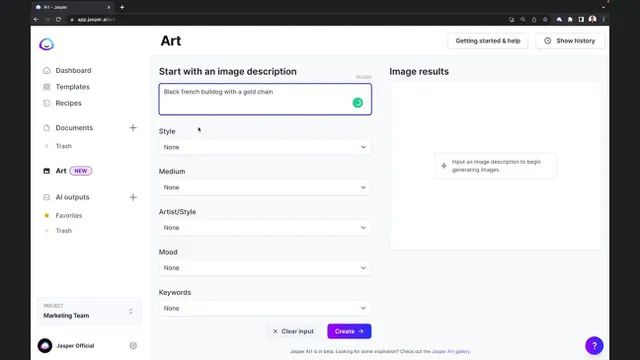 Art - Jasper
app.jasper.ai/art
Art
Getting started & help
Show history
Dashboard
Templates
Recipes
Documents
Trash
Art
NEW
AI outputs
Favorites
Trash
PROJECT
Marketing Team
Jasper Official
Start with an image description
Black french bulldog with a gold chain
Style
None
Medium
None
Artist/Style
None
Mood
None
Keywords
None
Clear input
Create
Image results
Input an image description to begin
generating images.
Jasper Art is in beta. Looking for some inspiration? Check out the Jasper Art gallery.
?